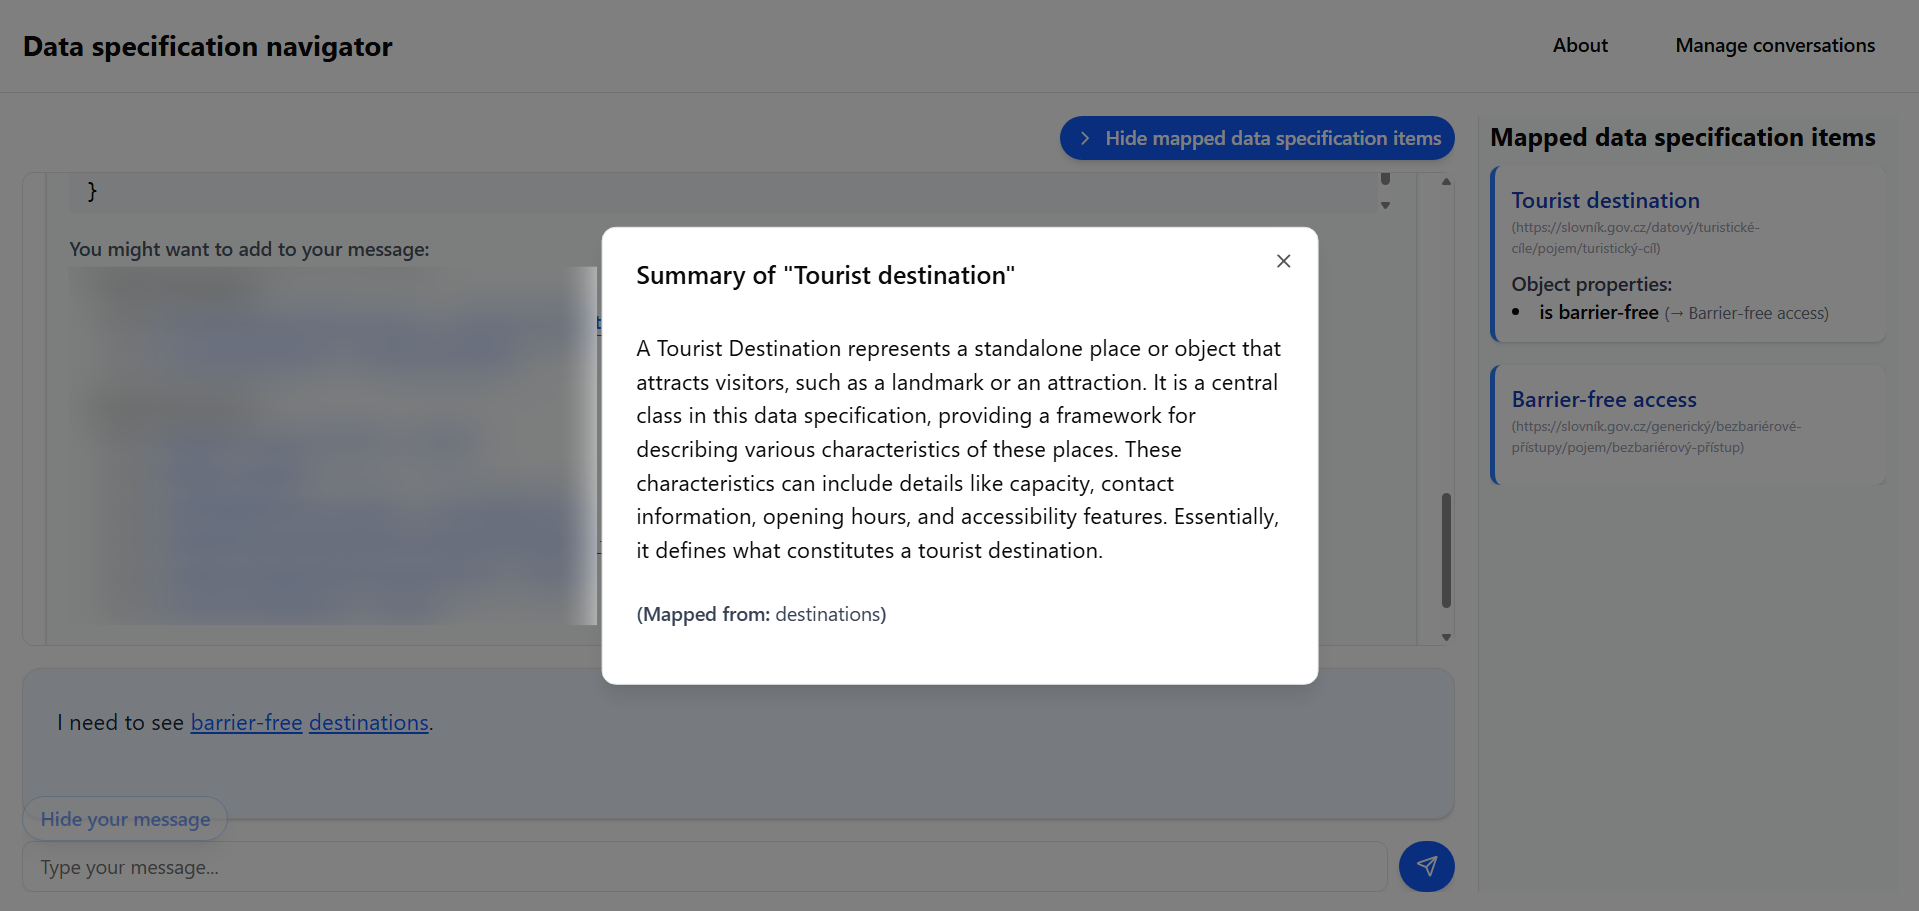 Data specification navigator
About
Manage conversations
Hide mapped data specification items
}
You might want to add to your message:
Summary of "Tourist destination"
A Tourist Destination represents a standalone place or object that
attracts visitors, such as a landmark or an attraction. It is a central
class in this data specification, providing a framework for
describing various characteristics of these places. These
characteristics can include details like capacity, contact
information, opening hours, and accessibility features. Essentially,
it defines what constitutes a tourist destination.
(Mapped from: destinations)
I need to see barrier-free destinations.
Hide your message
Type your message...
Mapped data specification items
Tourist destination
(https://slovník.gov.cz/datový/turistické-
cíle/pojem/turistický-cíl)
Object properties:
• is barrier-free (→ Barrier-free access)
Barrier-free access
(https://slovník.gov.cz/generický/bezbariérové-
přístupy/pojem/bezbariérový-přístup)